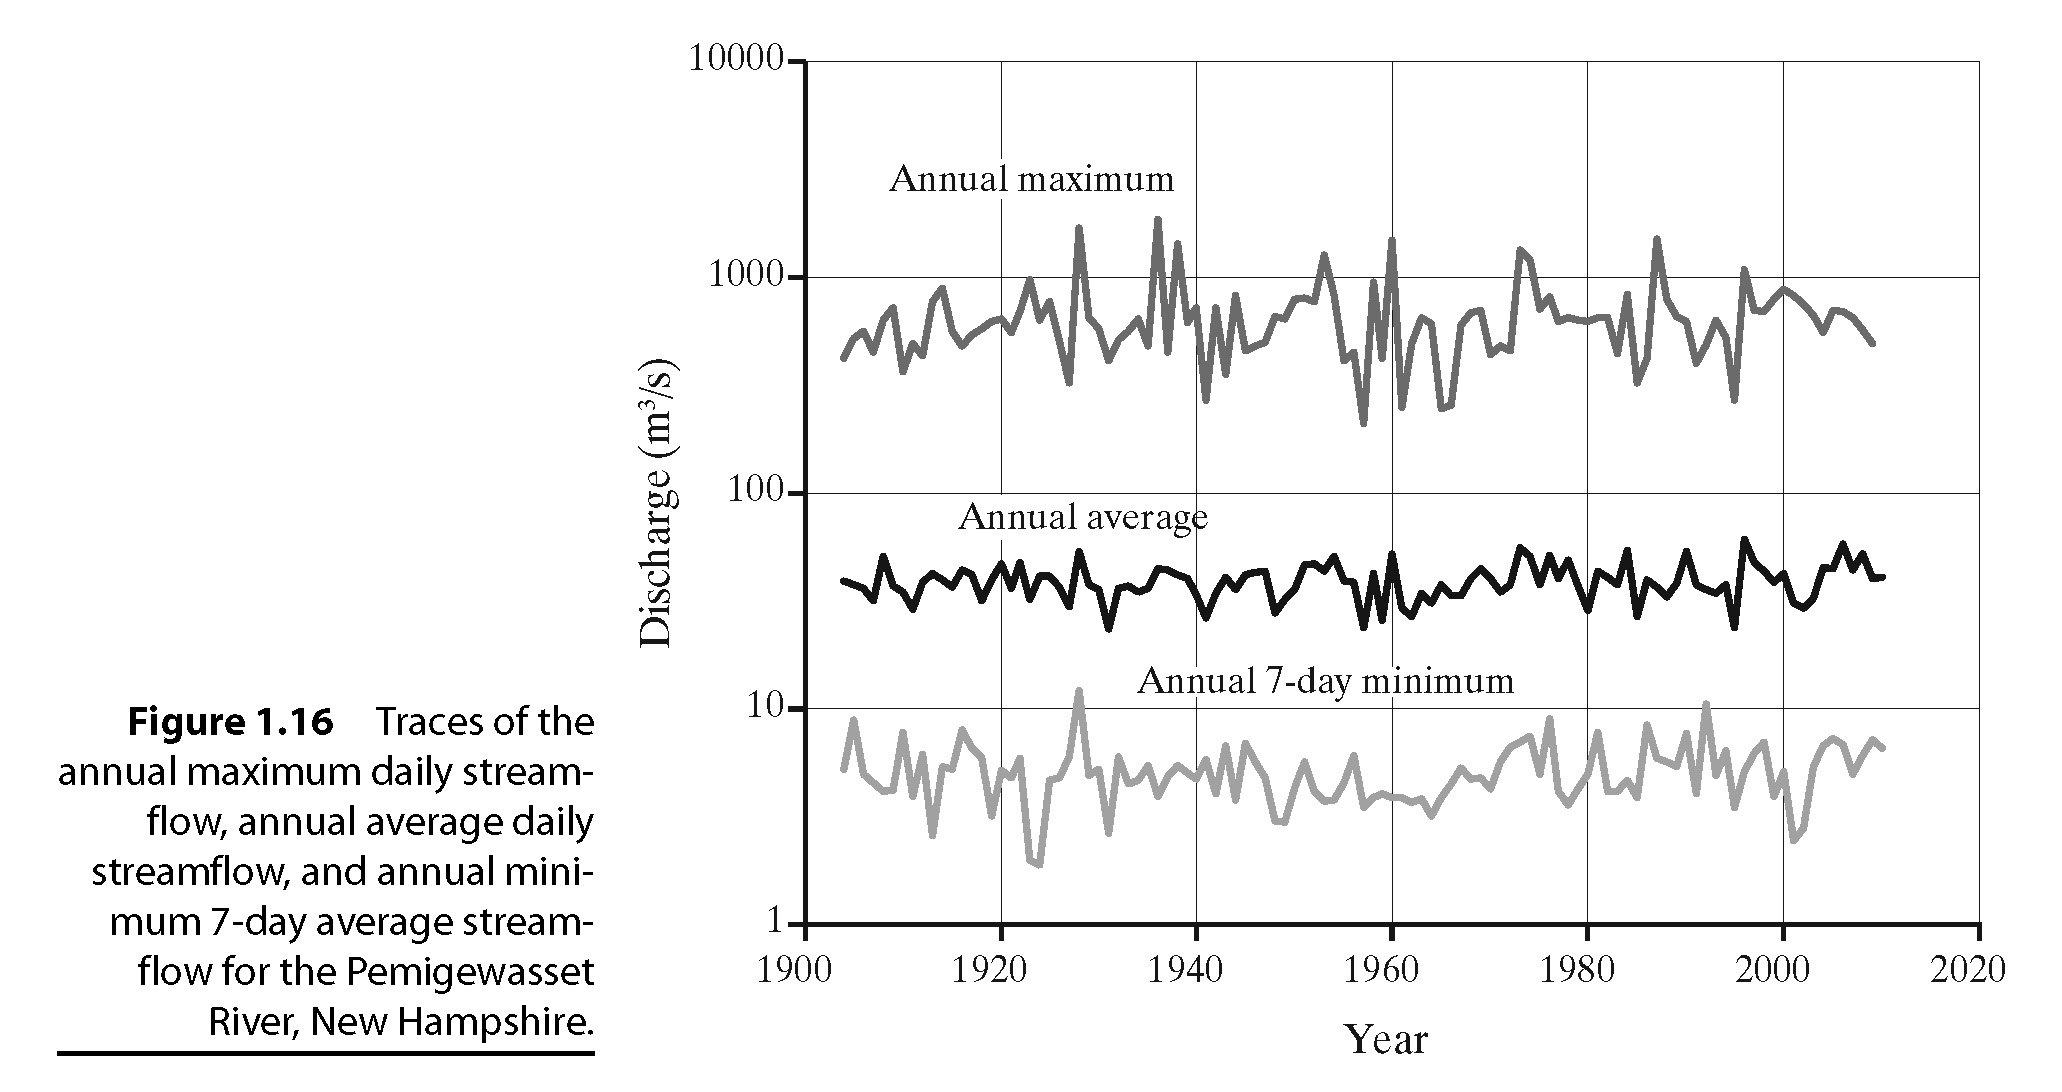 10000
1000
100
10
1
Discharge (m³/s)
Annual maximum
Annual average
Annual 7-day minimum
1900 1920 1940 1960 1980 2000 2020
Year
Figure 1.16 Traces of the
annual maximum daily stream-
flow, annual average daily
streamflow, and annual mini-
mum 7-day average stream-
flow for the Pemigewasset
River, New Hampshire.